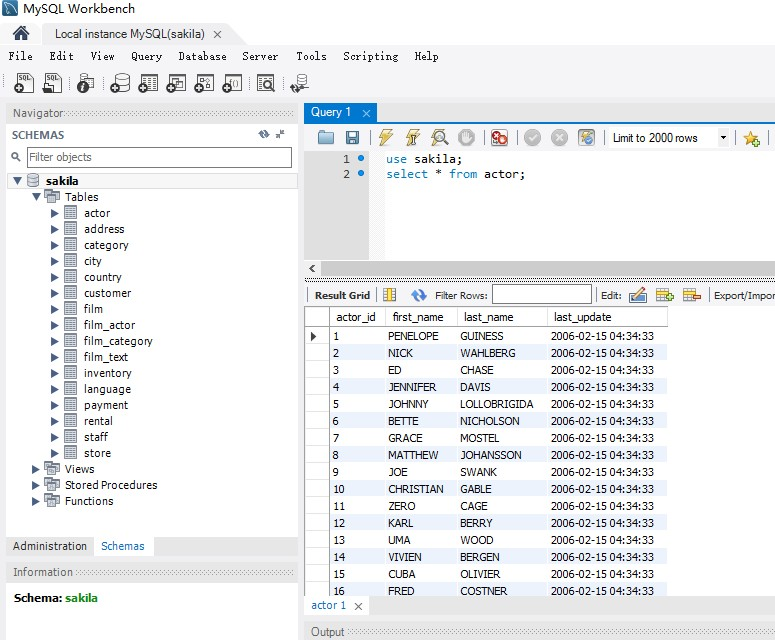 MySQL Workbench
Local instance MySQL(sakila)
File Edit View Query Database Server Tools Scripting Help
Navigator
SCHEMAS
Filter objects
sakila
Tables
actor
address
category
city
country
customer
film
film_actor
film_category
film_text
inventory
language
payment
rental
staff
store
Views
Stored Procedures
Functions
Administration Schemas
Information
Schema: sakila
Query 1
Limit to 2000 rows
1 use sakila;
2 select * from actor;
Result Grid Filter Rows: Edit: Export/Impor
actor_id first_name last_name last_update
1 PENELOPE GUINESS 2006-02-15 04:34:33
2 NICK WAHLBERG 2006-02-15 04:34:33
3 ED CHASE 2006-02-15 04:34:33
4 JENNIFER DAVIS 2006-02-15 04:34:33
5 JOHNNY LOLLOBRIGIDA 2006-02-15 04:34:33
6 BETTE NICHOLSON 2006-02-15 04:34:33
7 GRACE MOSTEL 2006-02-15 04:34:33
8 MATTHEW JOHANSSON 2006-02-15 04:34:33
9 JOE SWANK 2006-02-15 04:34:33
10 CHRISTIAN GABLE 2006-02-15 04:34:33
11 ZERO CAGE 2006-02-15 04:34:33
12 KARL BERRY 2006-02-15 04:34:33
13 UMA WOOD 2006-02-15 04:34:33
14 VIVIEN BERGEN 2006-02-15 04:34:33
15 CUBA OLIVIER 2006-02-15 04:34:33
16 FRED COSTNER 2006-02-15 04:34:33
actor 1
Output